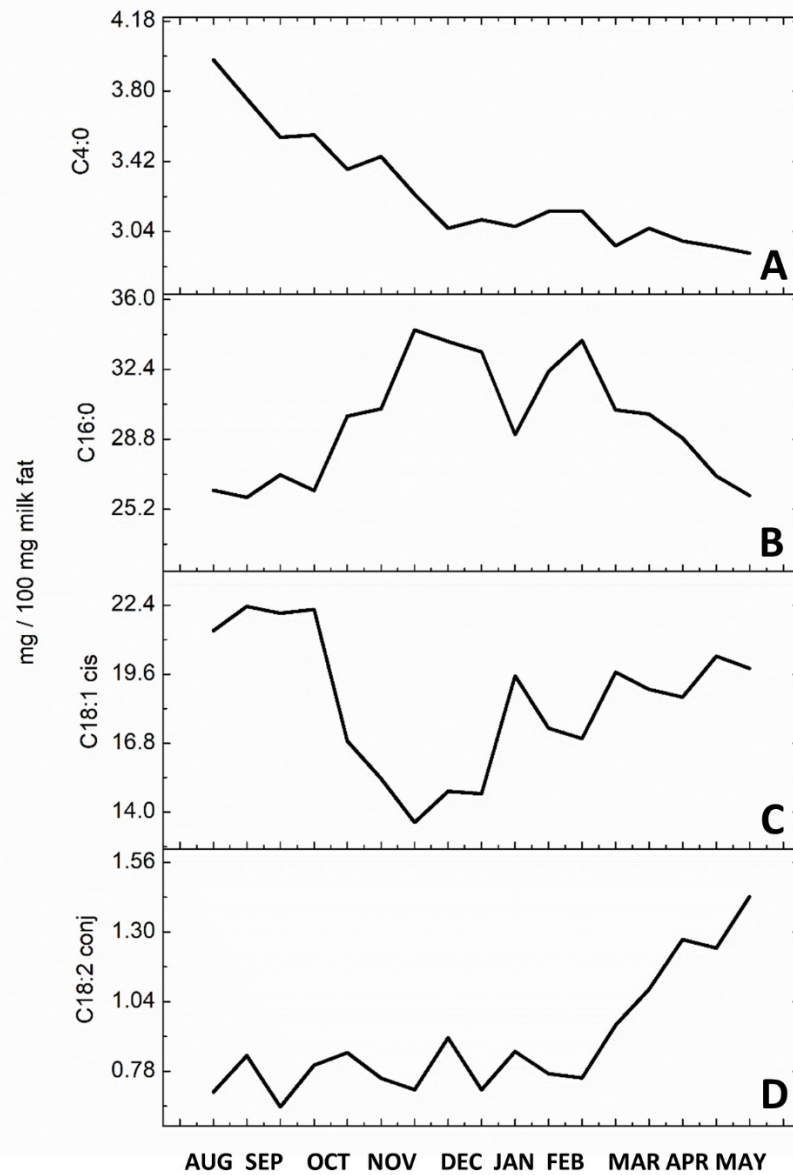 mg / 100 mg milk fat
C4:0
4.18
3.80
3.42
3.04
A
C16:0
36.0
32.4
28.8
25.2
B
C18:1 cis
22.4
19.6
16.8
14.0
C
C18:2 conj
1.56
1.30
1.04
0.78
D
AUG SEP OCT NOV DEC JAN FEB MAR APR MAY